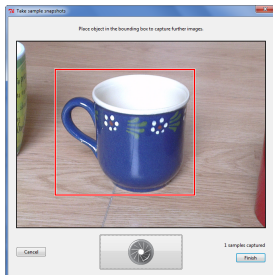 Take sample snapshots
Place object in the bounding box to capture further images.
1 samples captured
Cancel
Finish